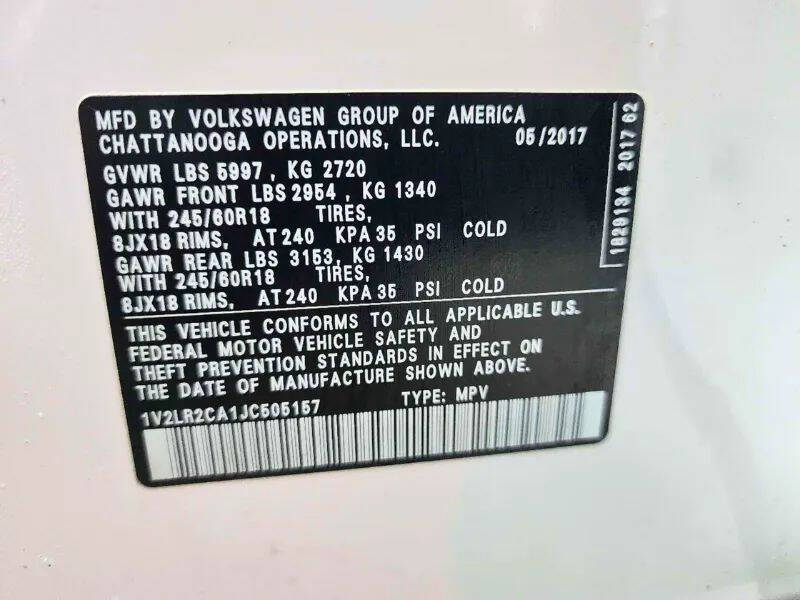 MFD BY VOLKSWAGEN GROUP OF AMERICA
CHATTANOOGA OPERATIONS, LLC. 05/2017
GVWR LBS 5997, KG 2720
GAWR FRONT LBS 2954, KG 1340
WITH 245/60R18 TIRES,
8JX18 RIMS, AT 240 KPA 35 PSI COLD
GAWR REAR LBS 3153, KG 1430
WITH 245/60R18 TIRES,
8JX18 RIMS, AT 240 KPA 35 PSI COLD
THIS VEHICLE CONFORMS TO ALL APPLICABLE U.S.
FEDERAL MOTOR VEHICLE SAFETY AND
THEFT PREVENTION STANDARDS IN EFFECT ON
THE DATE OF MANUFACTURE SHOWN ABOVE.
1V2LR2CA1JC505157 TYPE: MPV
1829134 2017 62